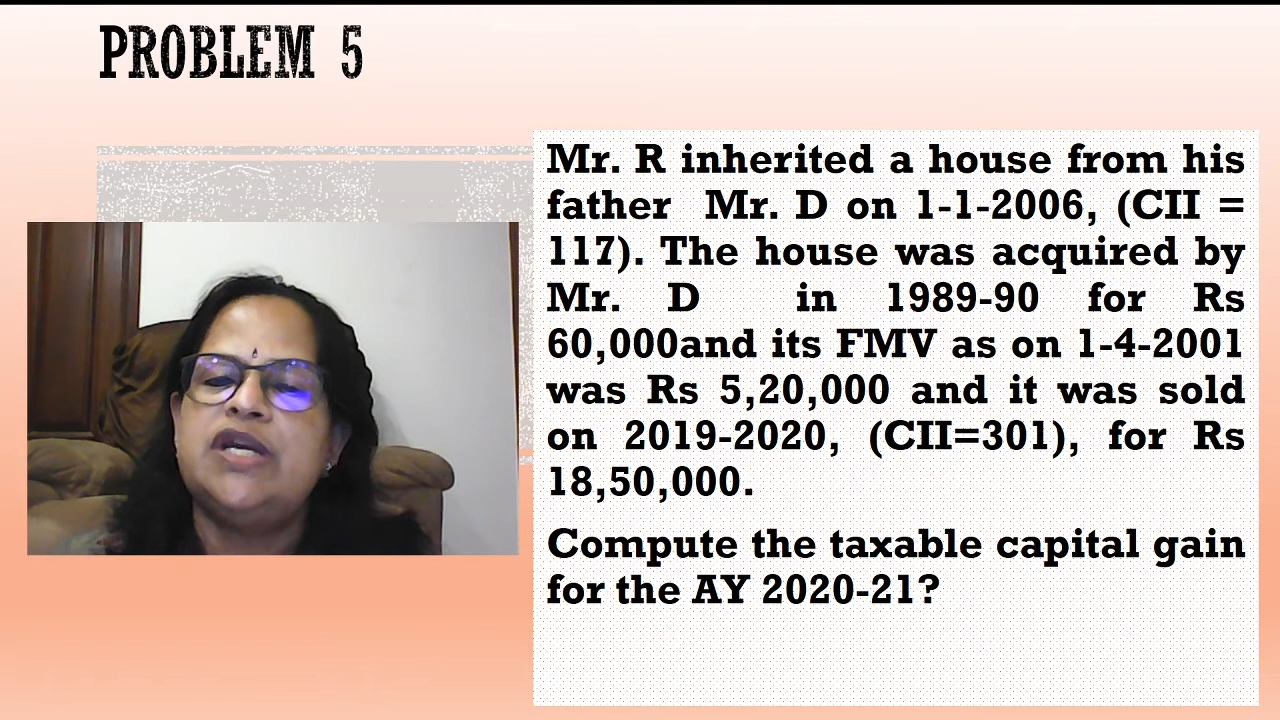 PROBLEM 5
Mr. R inherited a house from his
father Mr. D on 1-1-2006, (CII =
117). The house was acquired by
Mr. D in 1989-90 for Rs
60,000and its FMV as on 1-4-2001
was Rs 5,20,000 and it was sold
on 2019-2020, (CII=301), for Rs
18,50,000.
Compute the taxable capital gain
for the AY 2020-21?